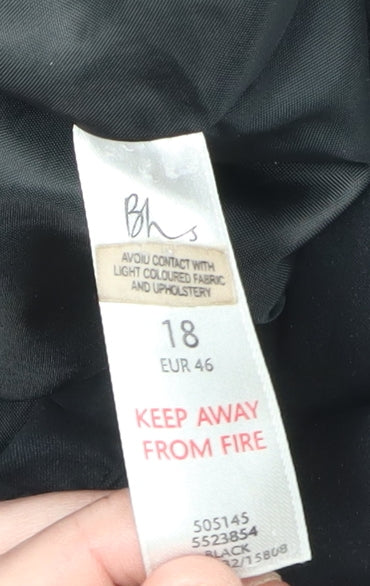 Bhs
AVOID CONTACT WITH
LIGHT COLOURED FABRIC
AND UPHOLSTERY
18
EUR 46
KEEP AWAY
FROM FIRE
505145
5523854
BLACK